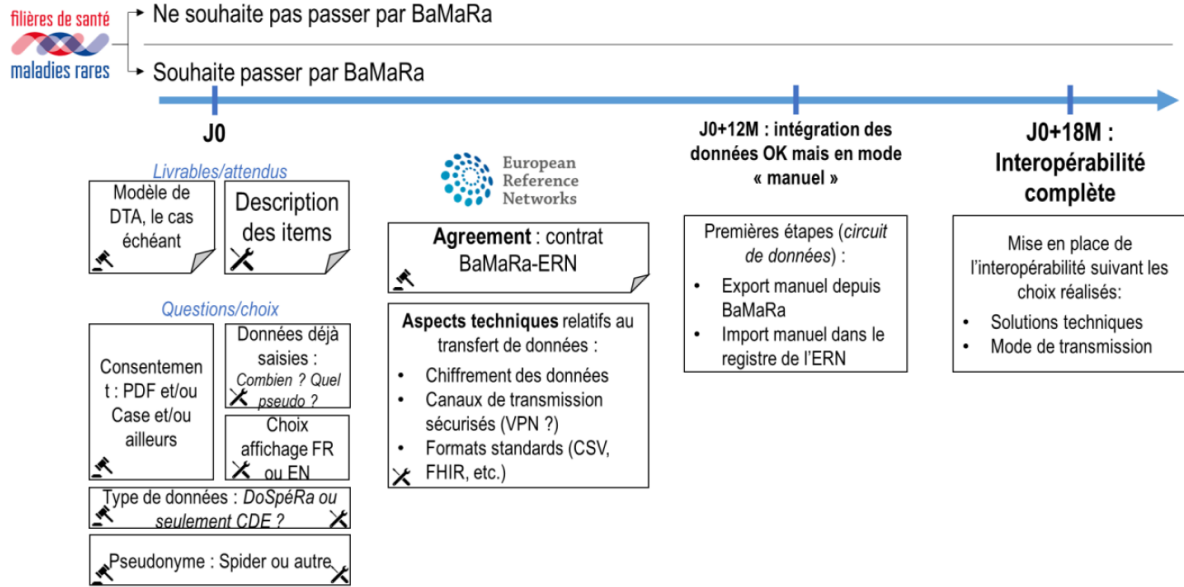 filières de santé
maladies rares
Ne souhaite pas passer par BaMaRa
Souhaite passer par BaMaRa
J0
Livrables/attendus
Modèle de
DTA, le cas
échéant
Description
des items
Questions/choix
Consentemen
t : PDF et/ou
Case et/ou
ailleurs
Données déjà
saisies :
Combien ? Quel
pseudo ?
Choix
affichage FR
ou EN
Type de données : DoSpéRa ou
seulement CDE ?
Pseudonyme : Spider ou autre
European
Reference
Networks
Agreement : contrat
BaMaRa-ERN
Aspects techniques relatifs au
transfert de données :
• Chiffrement des données
• Canaux de transmission
sécurisés (VPN ?)
• Formats standards (CSV,
FHIR, etc.)
J0+12M : intégration des
données OK mais en mode
« manuel »
Premières étapes (circuit
de données) :
• Export manuel depuis
BaMaRa
• Import manuel dans le
registre de l’ERN
J0+18M :
Interopérabilité
complète
Mise en place de
l’interopérabilité suivant les
choix réalisés:
• Solutions techniques
• Mode de transmission